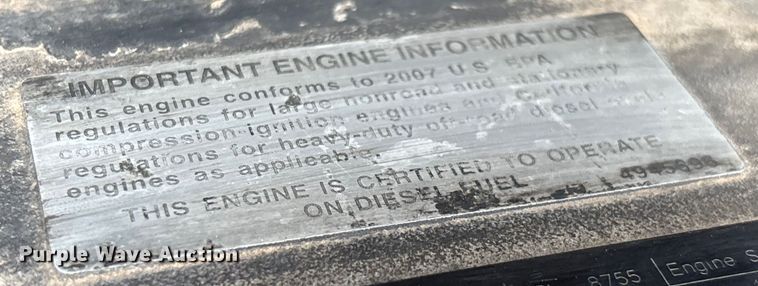 IMPORTANT ENGINE INFORMATION
This engine conforms to 2007 U.S. EPA
regulations for large nonroad and stationary
compression-ignition engines and California
regulations for heavy-duty off-road diesel
engines as applicable.
THIS ENGINE IS CERTIFIED TO OPERATE
ON DIESEL FUEL
8755 Engine S
Purple Wave Auction